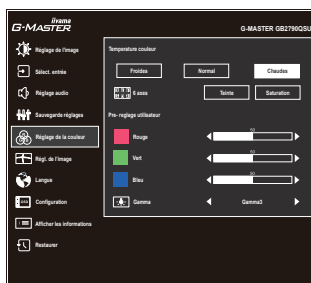 iiyama
G-MASTER
G-MASTER GB2790QSU
Réglage de l'image
Sélect. entrée
Réglage audio
Sauvegarde réglages
Réglage de la couleur
Régl. de l'image
Langue
Configuration
Afficher les informations
Restaurer
Temperature couleur
Froides
Normal
Chaudes
6 axes
Teinte
Saturation
Pre- reglage utilisateur
Rouge
50
Vert
50
Bleu
50
Gamma
Gamma3